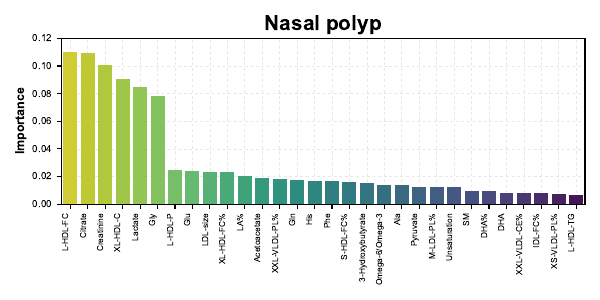 Nasal polyp
Importance
0.12
0.10
0.08
0.06
0.04
0.02
0.00
L-HDL-FC
Citrate
Creatinine
XL-HDL-C
Lactate
Gly
L-HDL-P
Glu
LDL-size
XL-HDL-FC%
LA%
Acetoacetate
XXL-VLDL-PL%
Gln
His
Phe
S-HDL-FC%
3-Hydroxybutyrate
Omega-6/Omega-3
Ala
Pyruvate
M-LDL-PL%
Unsaturation
SM
DHA%
DHA
XXL-VLDL-CE%
IDL-FC%
XS-VLDL-PL%
L-HDL-TG